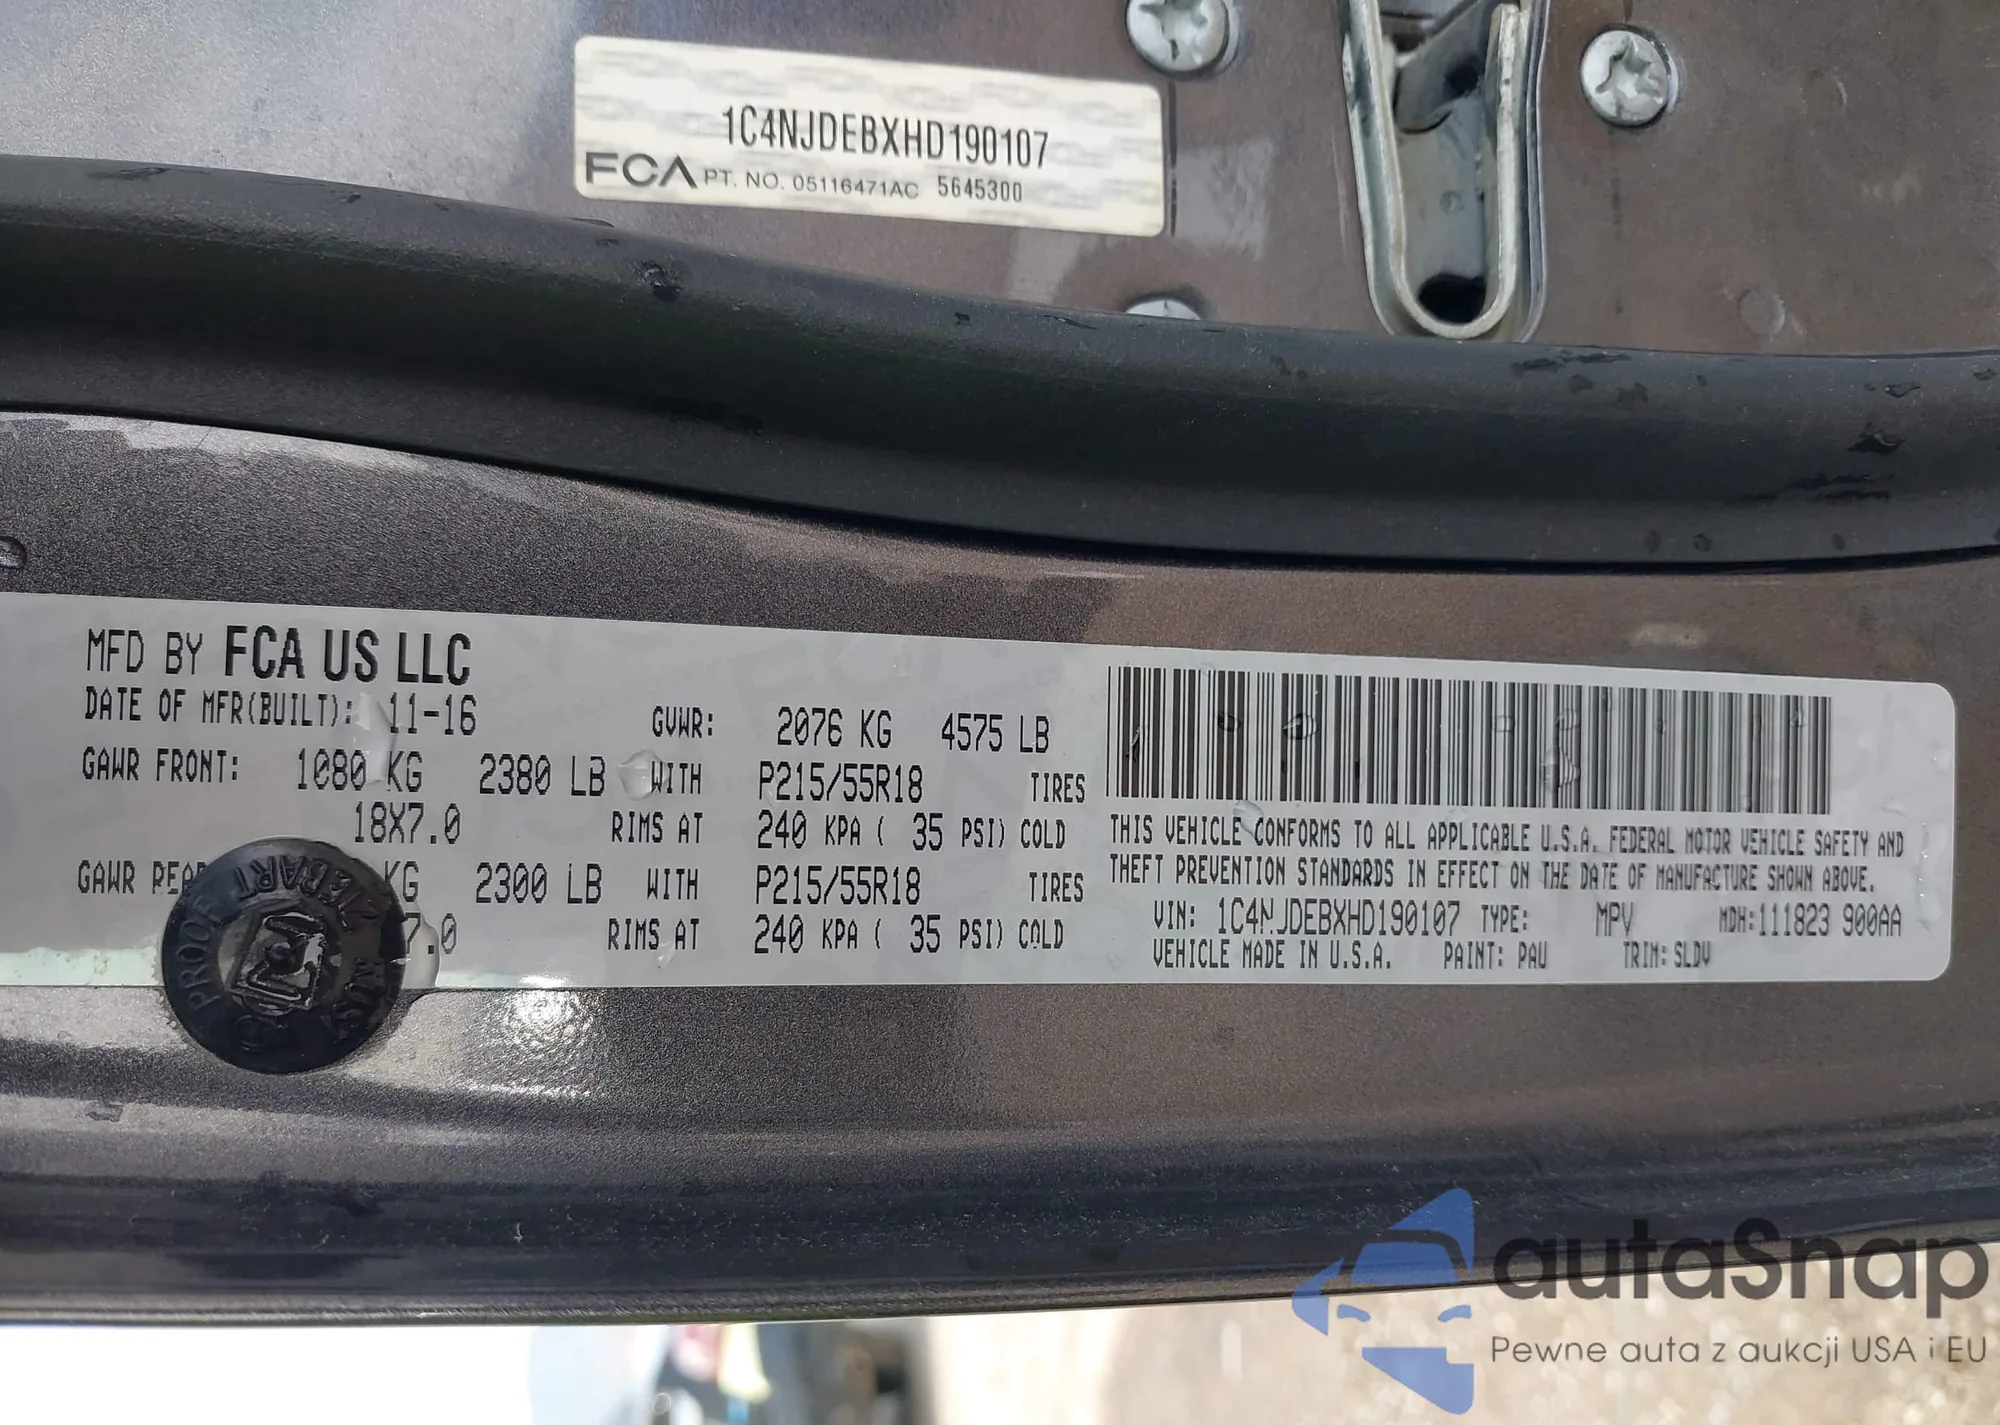 1C4NJDEBXHD190107
FCA PT. NO. 05116471AC 5645300
MFD BY FCA US LLC
DATE OF MFR(BUILT): 11-16 GVWR: 2076 KG 4575 LB
GAWR FRONT: 1080 KG 2380 LB WITH P215/55R18 TIRES
18X7.0 RIMS AT 240 KPA ( 35 PSI) COLD
GAWR KG 2300 LB WITH P215/55R18 TIRES
7.0 RIMS AT 240 KPA ( 35 PSI) COLD
THIS VEHICLE CONFORMS TO ALL APPLICABLE U.S.A. FEDERAL MOTOR VEHICLE SAFETY AND
THEFT PREVENTION STANDARDS IN EFFECT ON THE DATE OF MANUFACTURE SHOWN ABOVE.
VIN: 1C4NJDEBXHD190107 TYPE: MPV MDH:111823 900AA
VEHICLE MADE IN U.S.A. PAINT: PAU TRIM: SLDV
ZIEBART
PROOF
autaSnap
Pewne auta z aukcji USA i EU